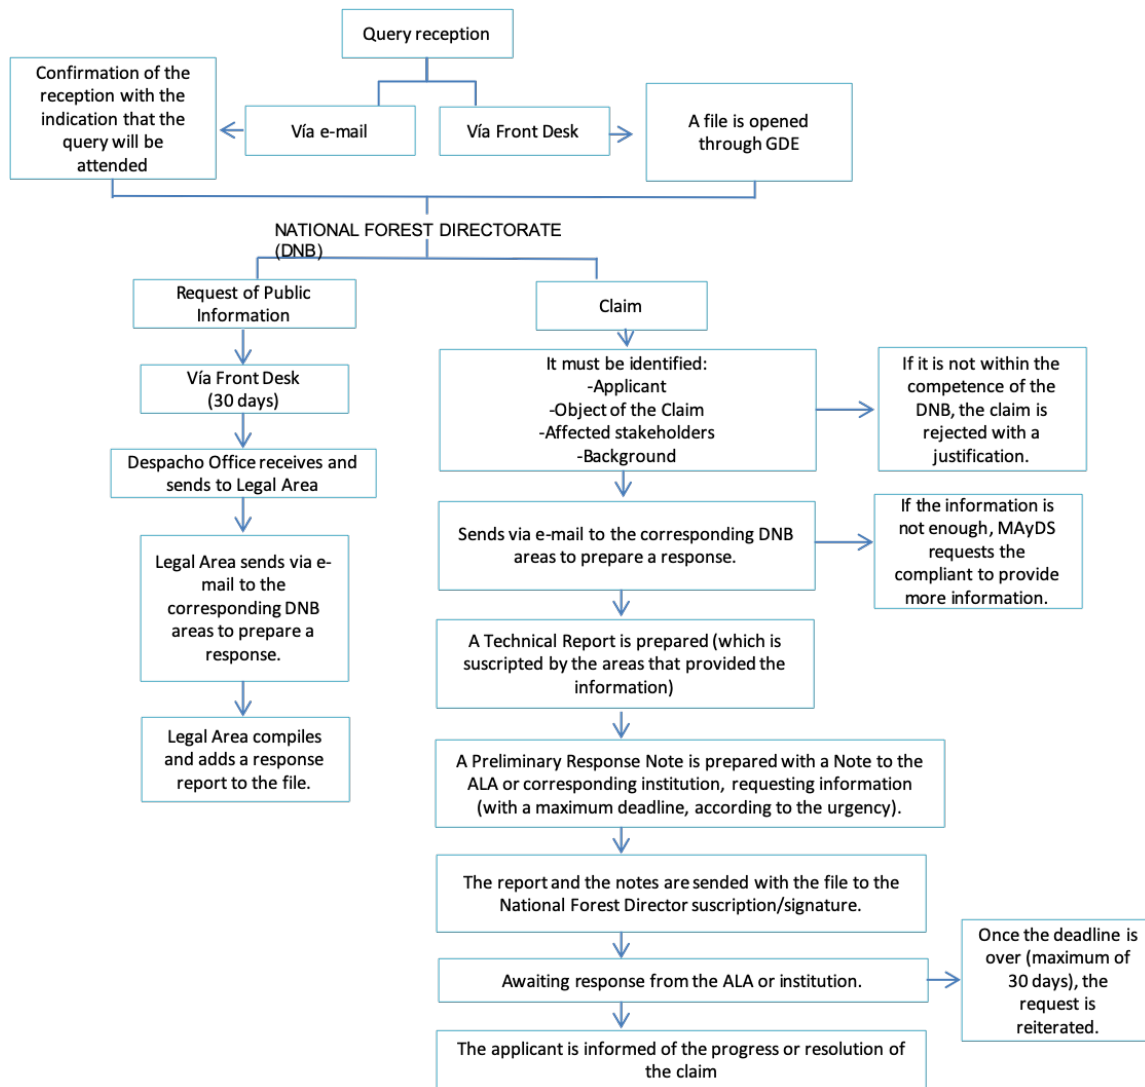 Query reception
Confirmation of the
reception with the
indication that the
query will be
attended
Vía e-mail
Vía Front Desk
A file is opened
through GDE
NATIONAL FOREST DIRECTORATE
(DNB)
Request of Public
Information
Claim
Vía Front Desk
(30 days)
It must be identified:
-Applicant
-Object of the Claim
-Affected stakeholders
-Background
If it is not within the
competence of the
DNB, the claim is
rejected with a
justification.
Despacho Office receives and
sends to Legal Area
Sends via e-mail to the corresponding DNB
areas to prepare a response.
If the information is
not enough, MAyDS
requests the
compliant to provide
more information.
Legal Area sends via e-
mail to the
corresponding DNB
areas to prepare a
response.
A Technical Report is prepared (which is
suscripted by the areas that provided the
information)
Legal Area compiles
and adds a response
report to the file.
A Preliminary Response Note is prepared with a Note to the
ALA or corresponding institution, requesting information
(with a maximum deadline, according to the urgency).
The report and the notes are sended with the file to the
National Forest Director suscription/signature.
Awaiting response from the ALA or institution.
Once the deadline is
over (maximum of
30 days), the
request is
reiterated.
The applicant is informed of the progress or resolution of
the claim